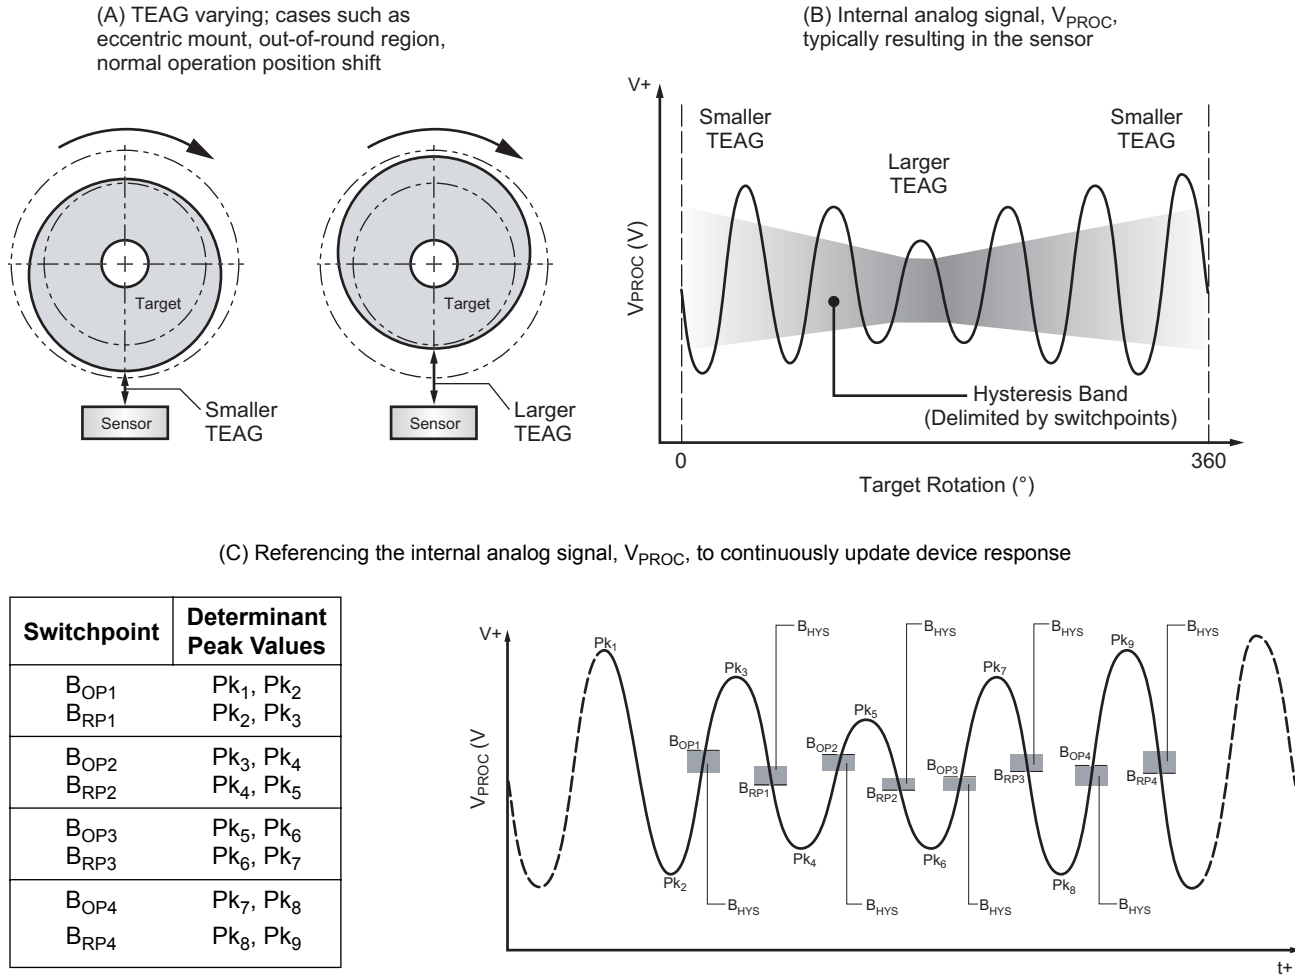 (A) TEAG varying; cases such as
eccentric mount, out-of-round region,
normal operation position shift
Target
Sensor
Smaller
TEAG
Target
Sensor
Larger
TEAG
(B) Internal analog signal, VPROC,
typically resulting in the sensor
V+
Smaller
TEAG
Larger
TEAG
Smaller
TEAG
VPROC (V)
Hysteresis Band
(Delimited by switchpoints)
0
360
Target Rotation (°)
(C) Referencing the internal analog signal, VPROC, to continuously update device response
Switchpoint
Determinant
Peak Values
BOP1 Pk1, Pk2
BRP1 Pk2, Pk3
BOP2 Pk3, Pk4
BRP2 Pk4, Pk5
BOP3 Pk5, Pk6
BRP3 Pk6, Pk7
BOP4 Pk7, Pk8
BRP4 Pk8, Pk9
V+
VPROC (V
BHYS
BHYS
BHYS
BHYS
Pk1
Pk3
Pk5
Pk7
Pk9
BOP1
BRP1
BOP2
BRP2
BOP3
BRP3
BOP4
BRP4
Pk2
Pk4
Pk6
Pk8
BHYS
BHYS
BHYS
BHYS
t+